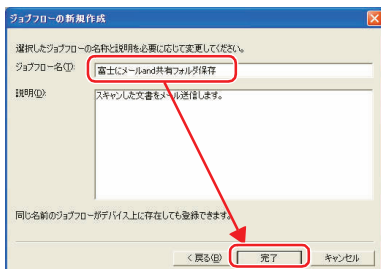 ジョブフローの新規作成
選択したジョブフローの名称と説明を必要に応じて変更してください。
ジョブフロー名(T):
富士にメールand共有フォルダ保存
説明(D):
スキャンした文書をメール送信します。
同じ名前のジョブフローがデバイス上に存在しても登録できます。
< 戻る(B)
完了
キャンセル